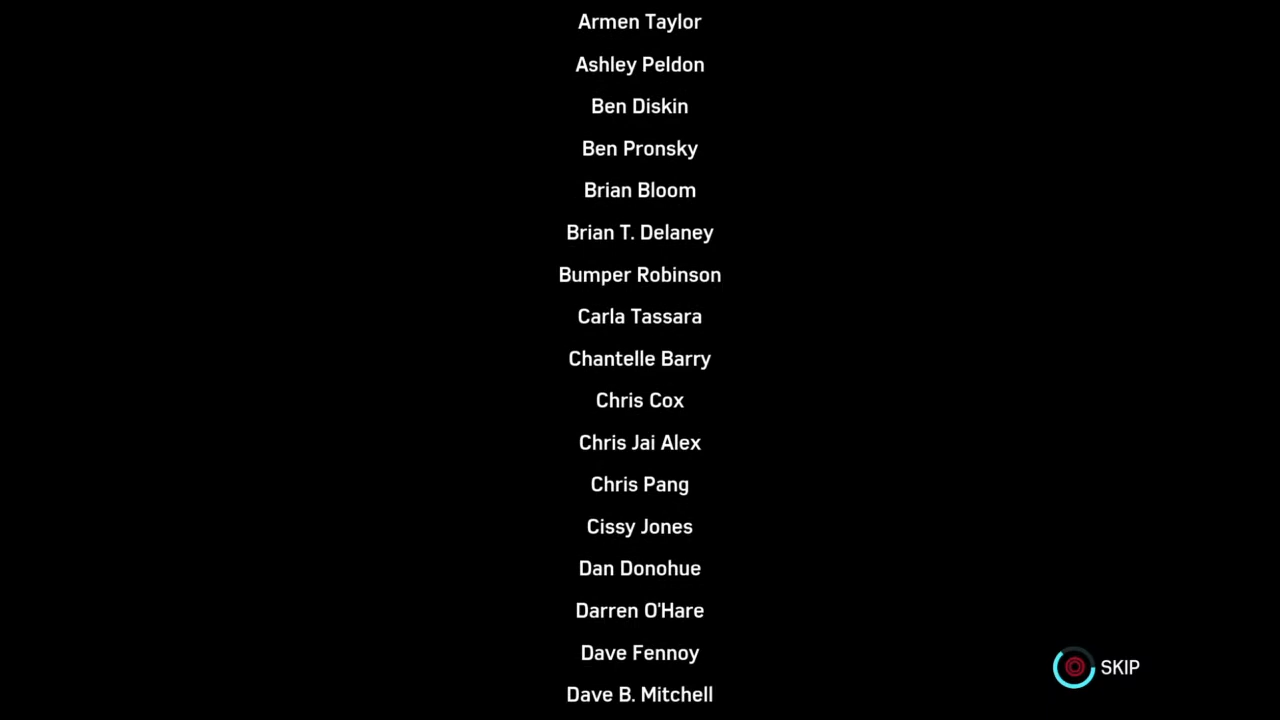 Armen Taylor
Ashley Peldon
Ben Diskin
Ben Pronsky
Brian Bloom
Brian T. Delaney
Bumper Robinson
Carla Tassara
Chantelle Barry
Chris Cox
Chris Jai Alex
Chris Pang
Cissy Jones
Dan Donohue
Darren O'Hare
Dave Fennoy
SKIP
Dave B. Mitchell